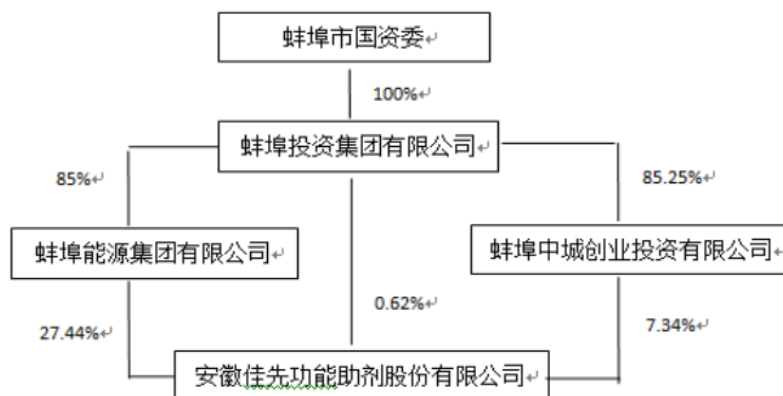 蚌埠市国资委↵
100%↵
蚌埠投资集团有限公司↵
85%↵
85.25%↵
蚌埠能源集团有限公司↵
蚌埠中城创业投资有限公司↵
0.62%↵
27.44%↵
7.34%↵
安徽佳先功能助剂股份有限公司↵